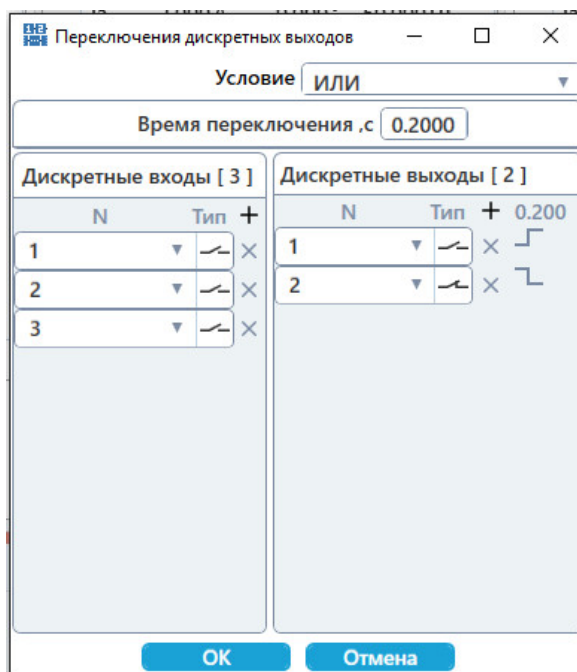 Переключения дискретных выходов
Условие ИЛИ
Время переключения ,с 0.2000
Дискретные входы [ 3 ]
N Тип +
1
2
3
Дискретные выходы [ 2 ]
N Тип + 0.200
1
2
OK Отмена